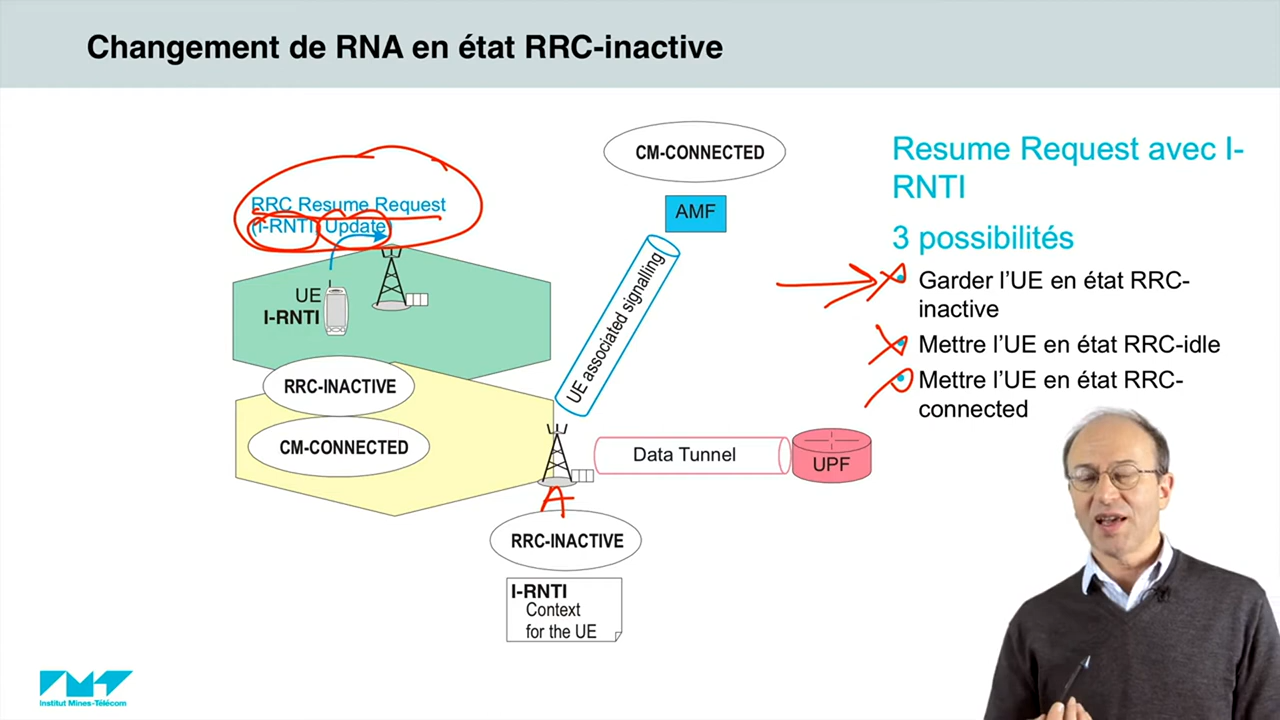 Changement de RNA en état RRC-inactive
CM-CONNECTED
AMF
RRC Resume Request
(I-RNTI, Update
UE
I-RNTI
RRC-INACTIVE
CM-CONNECTED
UE associated signalling
Data Tunnel
UPF
A
RRC-INACTIVE
I-RNTI
Context
for the UE
Resume Request avec I-
RNTI
3 possibilités
Garder l’UE en état RRC-
inactive
Mettre l’UE en état RRC-idle
Mettre l’UE en état RRC-
connected
Institut Mines-Télécom